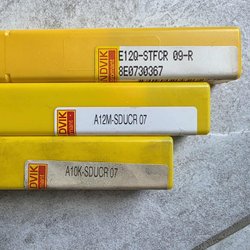 E12Q-STFCR 09-R
8E0730367
A12M-SDUCR 07
A10K-SDUCR 07